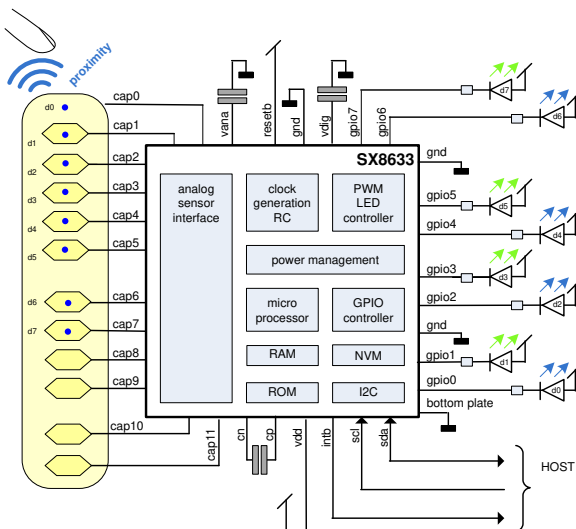 proximity
d0
d1
d2
d3
d4
d5
d6
d7
cap0
cap1
cap2
cap3
cap4
cap5
cap6
cap7
cap8
cap9
cap10
cap11
vana
resetb
gnd
vdig
gpio7
gpio6
SX8633
analog
sensor
interface
clock
generation
RC
PWM
LED
controller
power management
micro
processor
GPIO
controller
RAM
NVM
ROM
I2C
d7
d6
gnd
gpio5
d5
gpio4
d4
gpio3
d3
gpio2
d2
gnd
gpio1
d1
gpio0
d0
bottom plate
cn
cp
vdd
intb
scl
sda
HOST